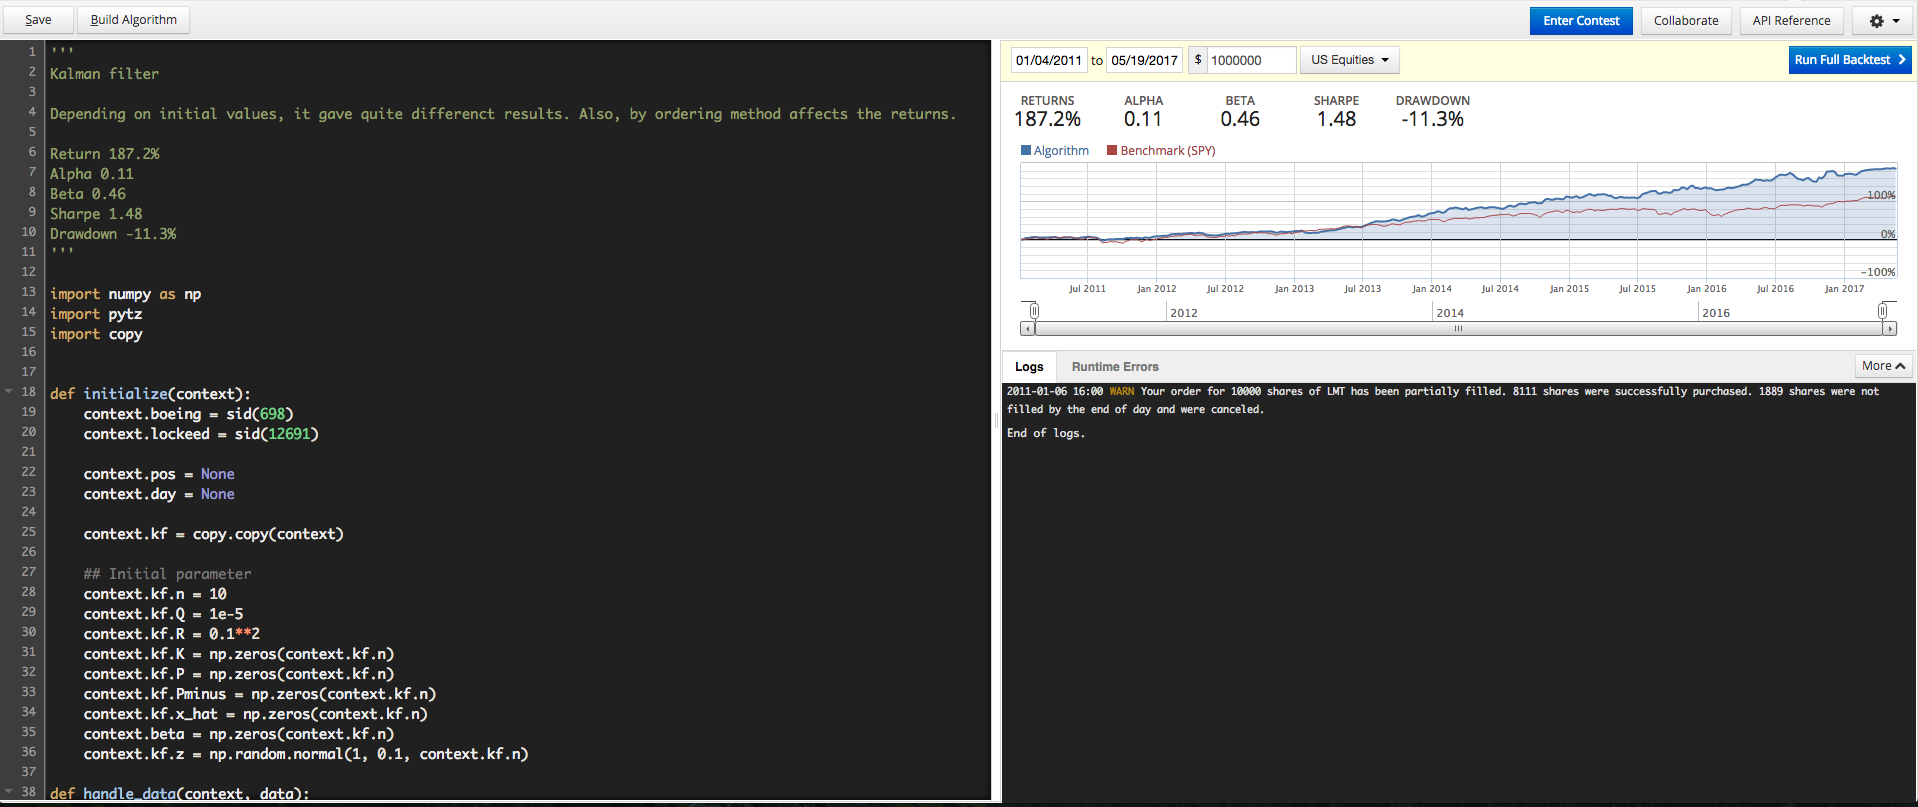 Save
Build Algorithm
Enter Contest
Collaborate
API Reference
1 '''
2 Kalman filter
3
4 Depending on initial values, it gave quite differenct results. Also, by ordering method affects the returns.
5
6 Return 187.2%
7 Alpha 0.11
8 Beta 0.46
9 Sharpe 1.48
10 Drawdown -11.3%
11 '''
12
13 import numpy as np
14 import pytz
15 import copy
16
17
18 def initialize(context):
19 context.boeing = sid(698)
20 context.lockeed = sid(12691)
21
22 context.pos = None
23 context.day = None
24
25 context.kf = copy.copy(context)
26
27 ## Initial parameter
28 context.kf.n = 10
29 context.kf.Q = 1e-5
30 context.kf.R = 0.1**2
31 context.kf.K = np.zeros(context.kf.n)
32 context.kf.P = np.zeros(context.kf.n)
33 context.kf.Pminus = np.zeros(context.kf.n)
34 context.kf.x_hat = np.zeros(context.kf.n)
35 context.beta = np.zeros(context.kf.n)
36 context.kf.z = np.random.normal(1, 0.1, context.kf.n)
37
38 def handle_data(context, data):
01/04/2011 to 05/19/2017 $ 1000000 US Equities
Run Full Backtest
RETURNS ALPHA BETA SHARPE DRAWDOWN
187.2% 0.11 0.46 1.48 -11.3%
Algorithm Benchmark (SPY)
100%
0%
-100%
Jul 2011 Jan 2012 Jul 2012 Jan 2013 Jul 2013 Jan 2014 Jul 2014 Jan 2015 Jul 2015 Jan 2016 Jul 2016 Jan 2017
2012 2014 2016
Logs Runtime Errors More
2011-01-06 16:00 WARN Your order for 10000 shares of LMT has been partially filled. 8111 shares were successfully purchased. 1889 shares were not
filled by the end of day and were canceled.
End of logs.